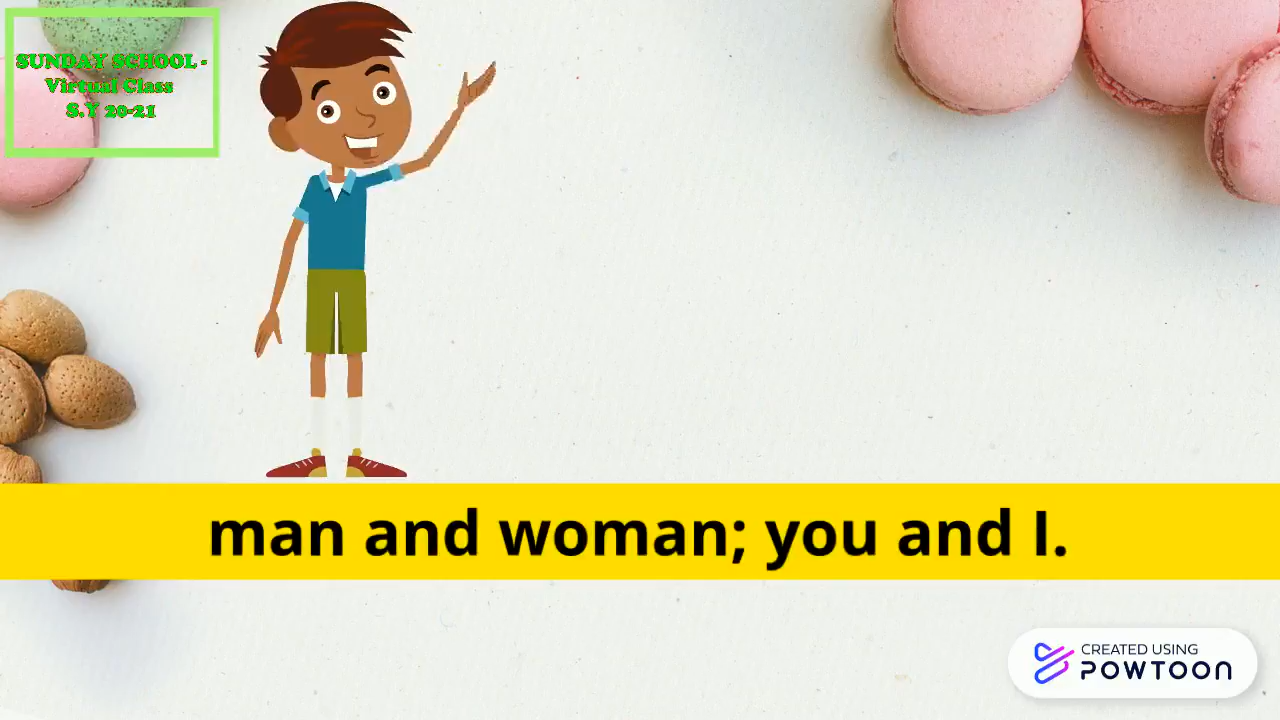 SUNDAY SCHOOL -
Virtual Class
S.Y 20-21
man and woman; you and I.
CREATED USING
POWTOON